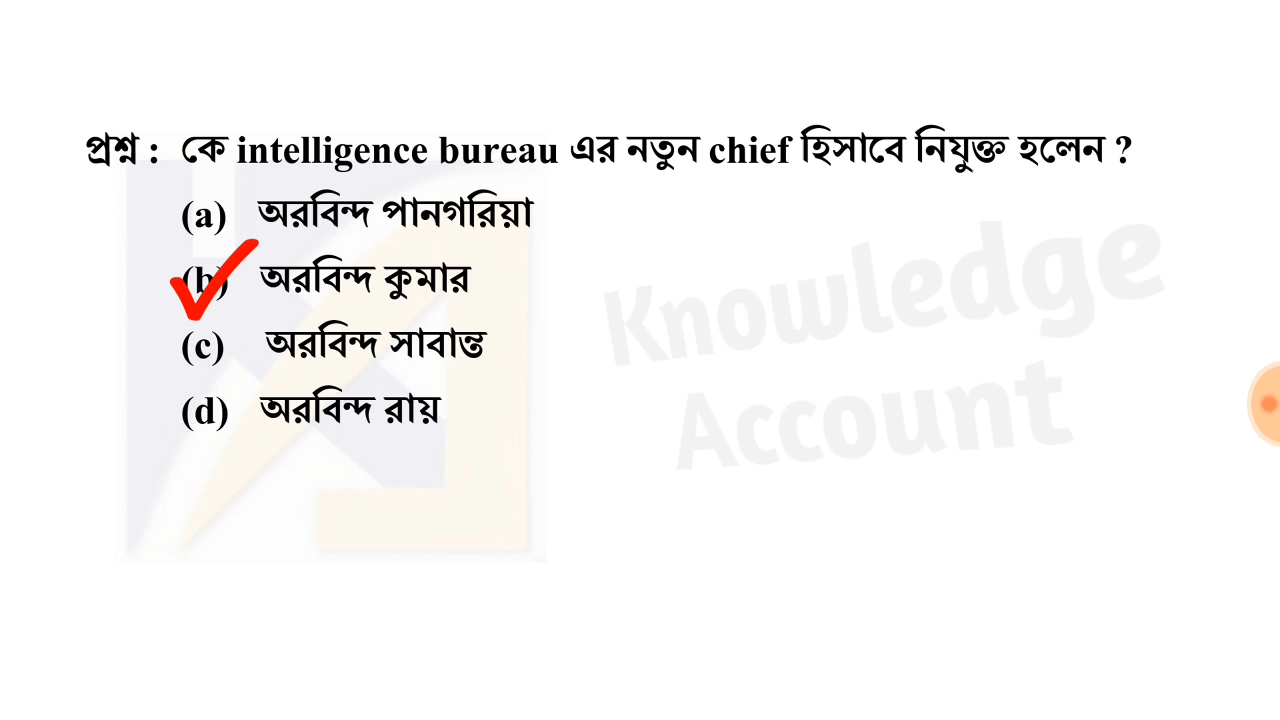 প্রশ্ন : কে intelligence bureau এর নতুন chief হিসাবে নিযুক্ত হলেন ?
(a) অরবিন্দ পানগরিয়া
(b) অরবিন্দ কুমার
(c) অরবিন্দ সাবান্ত
(d) অরবিন্দ রায়
Knowledge
Account